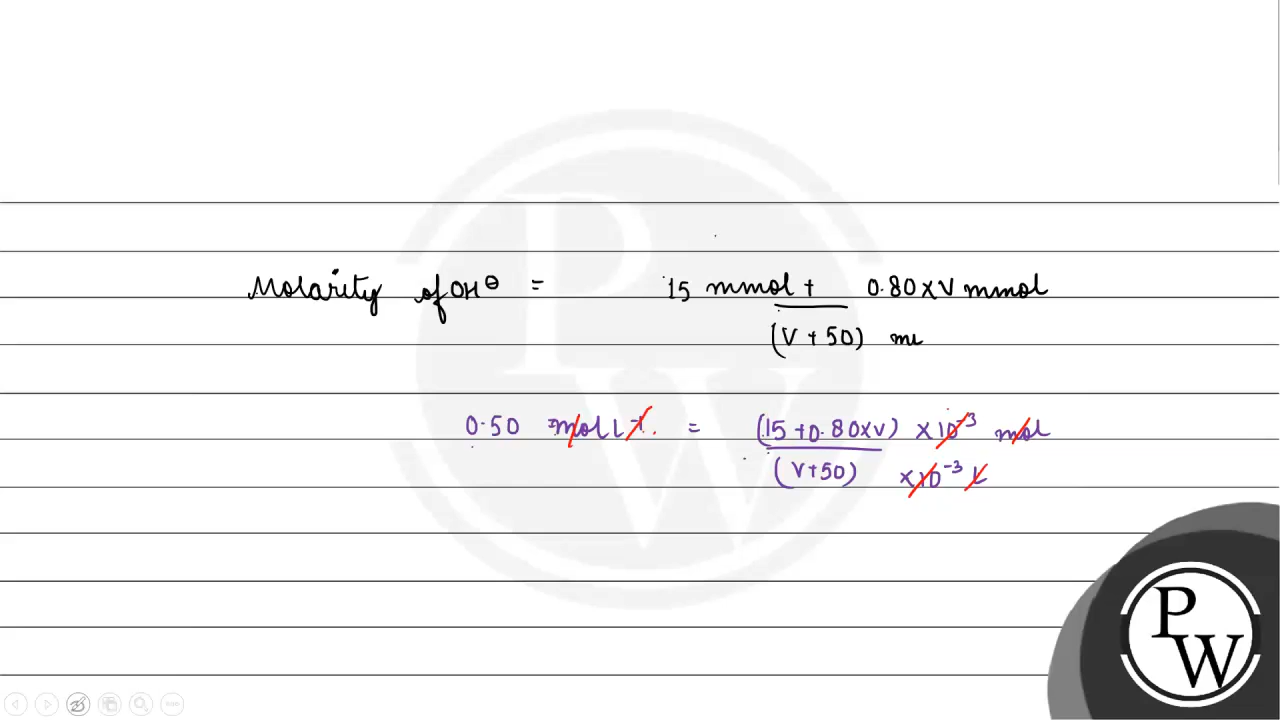 Molarity of OH⊖ = 15 mmol + 0.80 x V mmol
(V + 50) mL
0.50 mol L-1. = (15 + 0.80 x V) x 10-3 mol
(V + 50) x 10-3 L
P
W
P
W